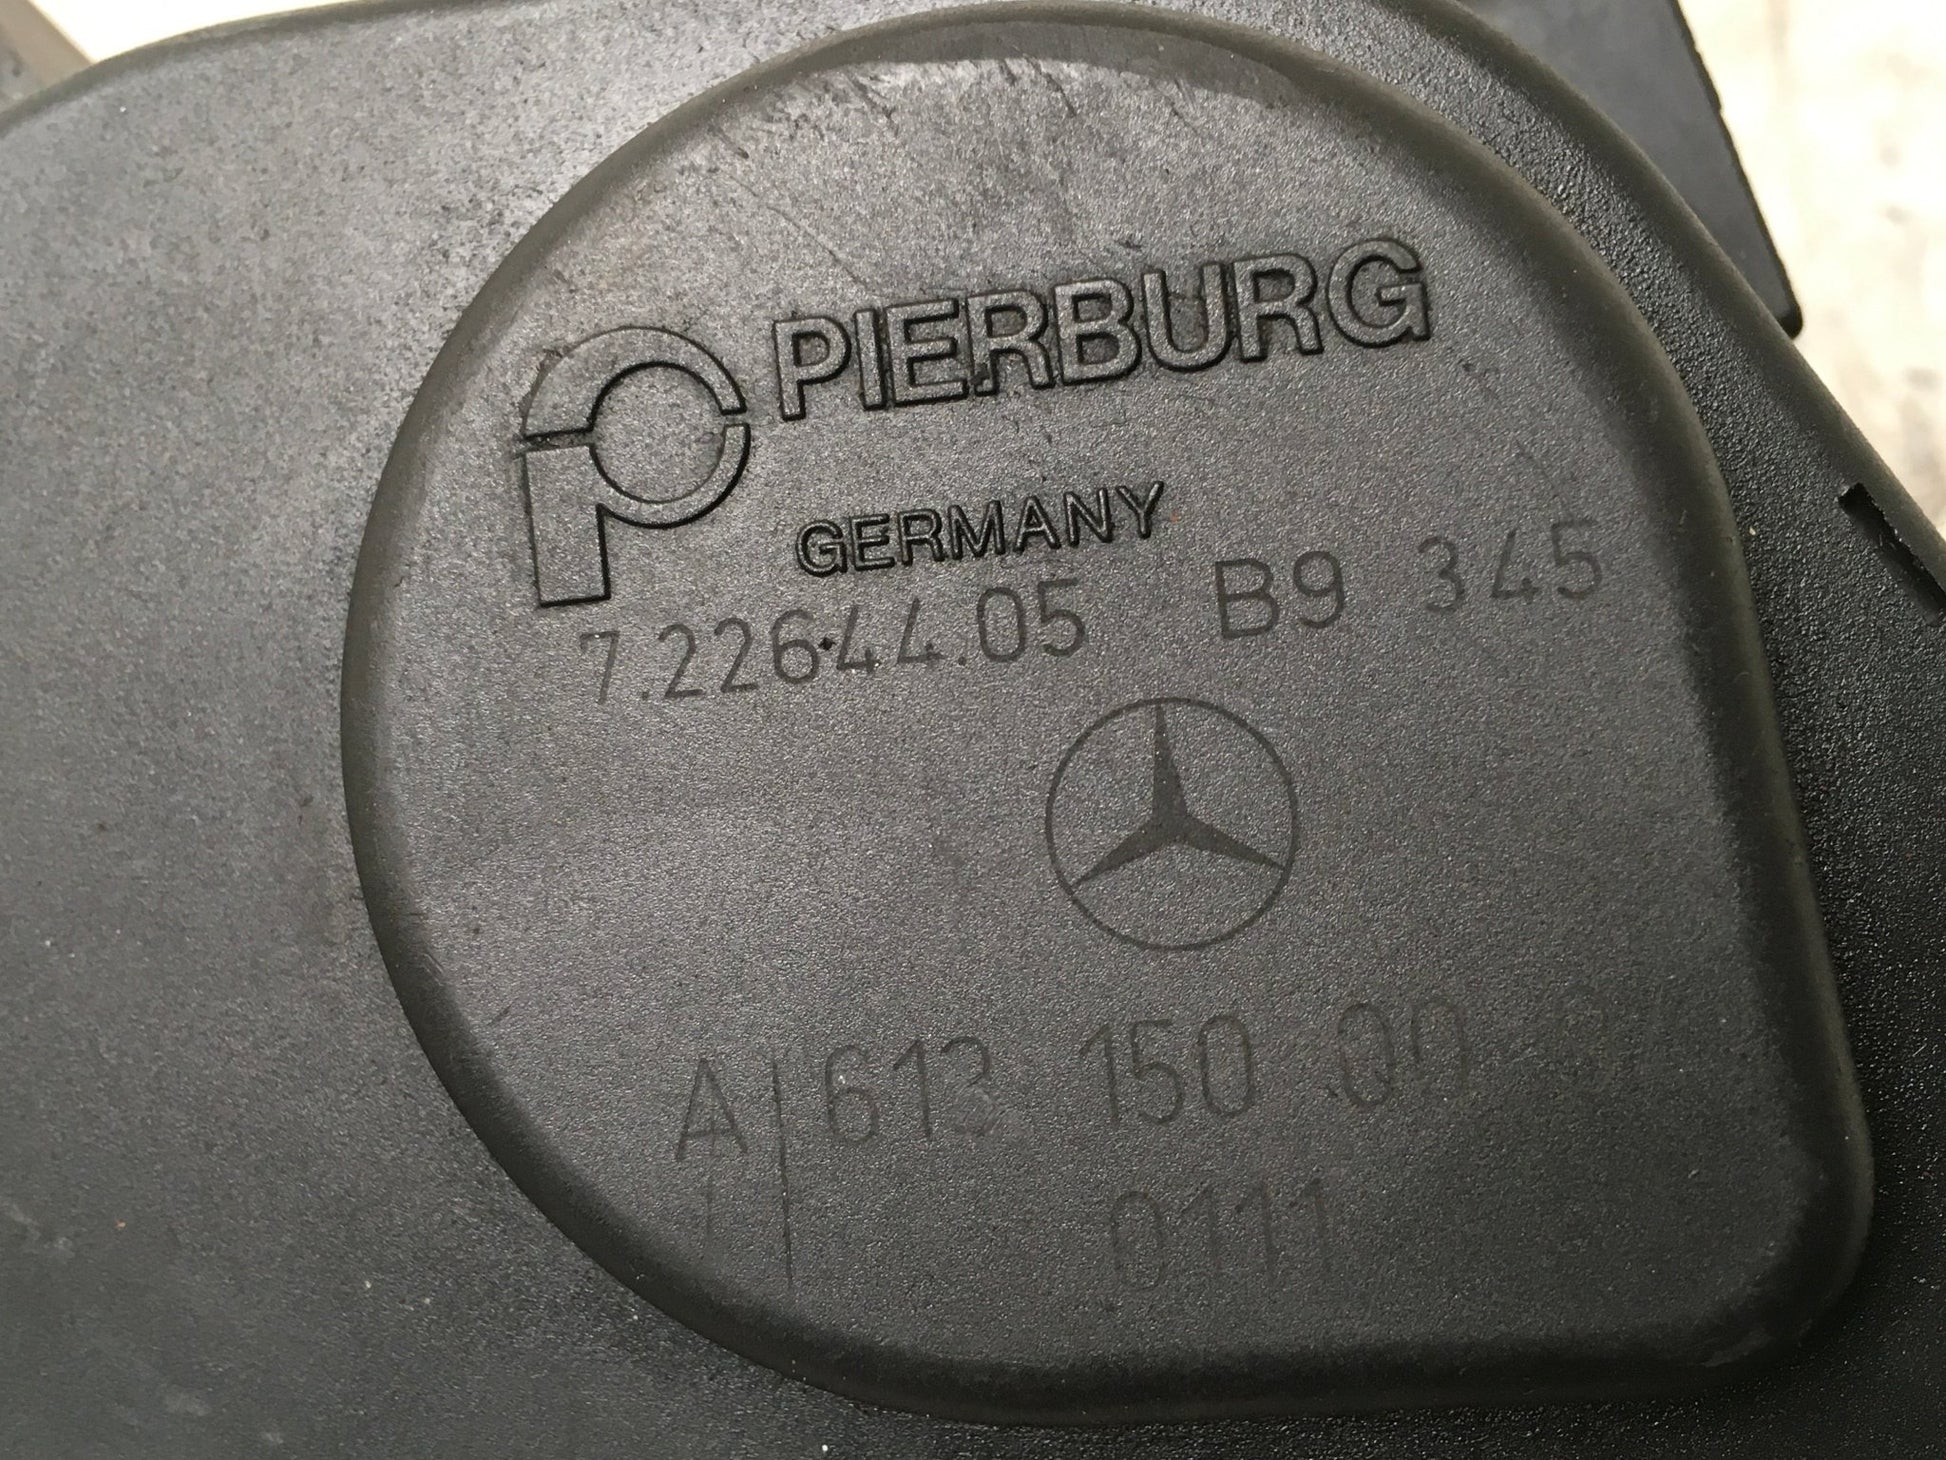 PIERBURG
GERMANY
7.22644.05 B9 345
A 613 150 00
0111